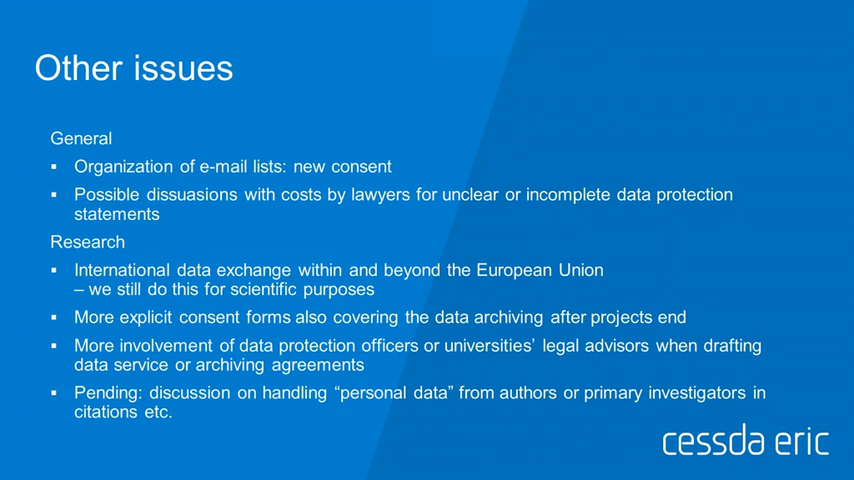 Other issues
General
▪ Organization of e-mail lists: new consent
▪ Possible dissuasions with costs by lawyers for unclear or incomplete data protection
statements
Research
▪ International data exchange within and beyond the European Union
– we still do this for scientific purposes
▪ More explicit consent forms also covering the data archiving after projects end
▪ More involvement of data protection officers or universities’ legal advisors when drafting
data service or archiving agreements
▪ Pending: discussion on handling “personal data” from authors or primary investigators in
citations etc.
cessda eric